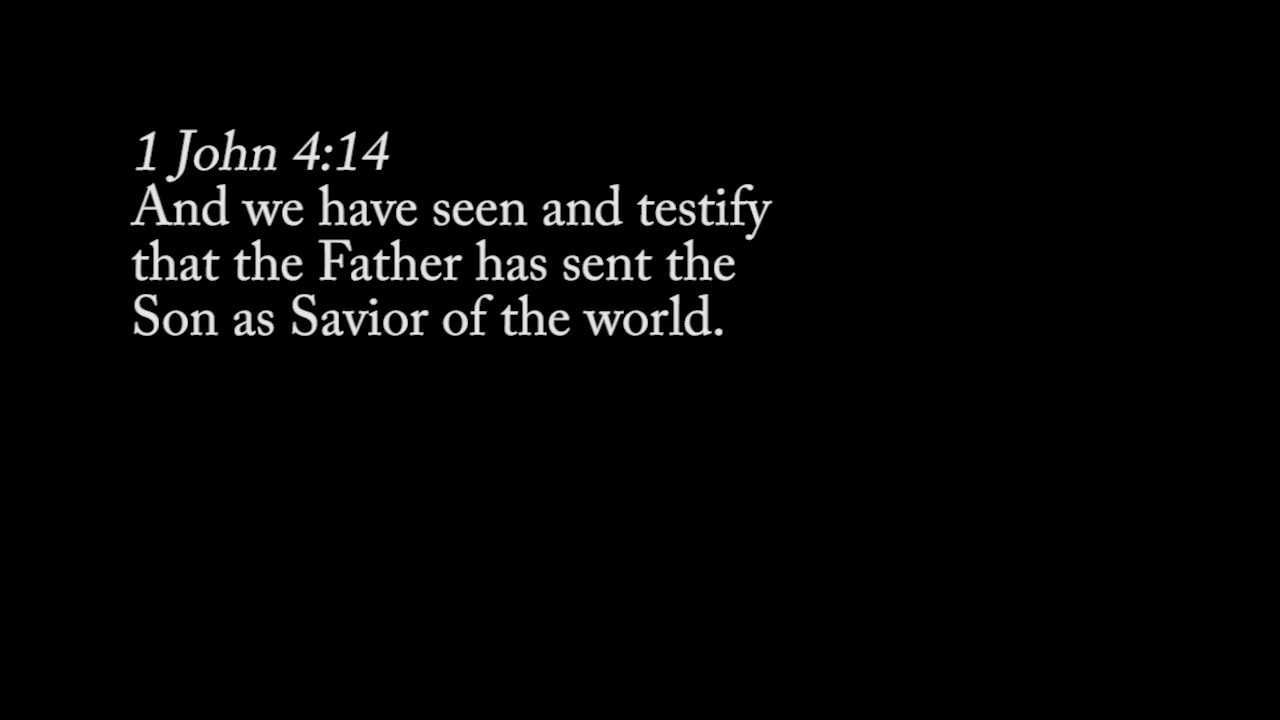 1 John 4:14
And we have seen and testify
that the Father has sent the
Son as Savior of the world.